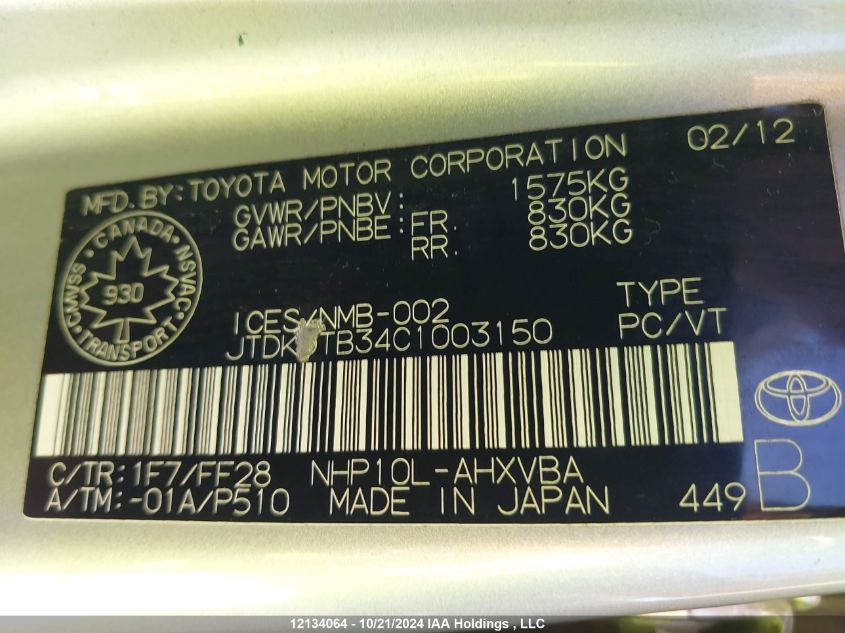 02/12
MFD. BY: TOYOTA MOTOR CORPORATION
GVWR/PNBV: 1575KG
GAWR/PNBE: FR. 830KG
RR. 830KG
CANADA
CMVSS 930 NSVAC
TRANSPORT
ICES/NMB-002
TYPE
PC/VT
C/TR: 1F7/FF28 NHP10L-AHXVBA
A/TM: -01A/P510 MADE IN JAPAN
449 B
12134064 - 10/21/2024 IAA Holdings , LLC